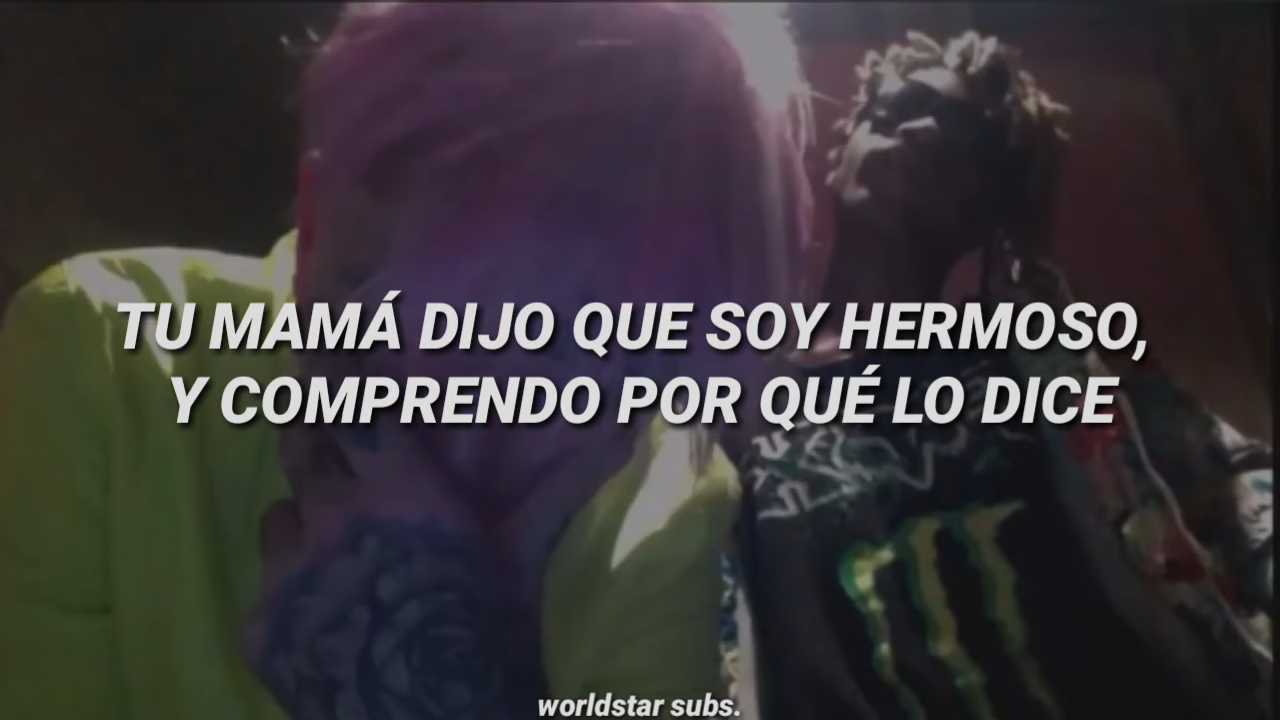 TU MAMÁ DIJO QUE SOY HERMOSO,
Y COMPRENDO POR QUÉ LO DICE
worldstar subs.